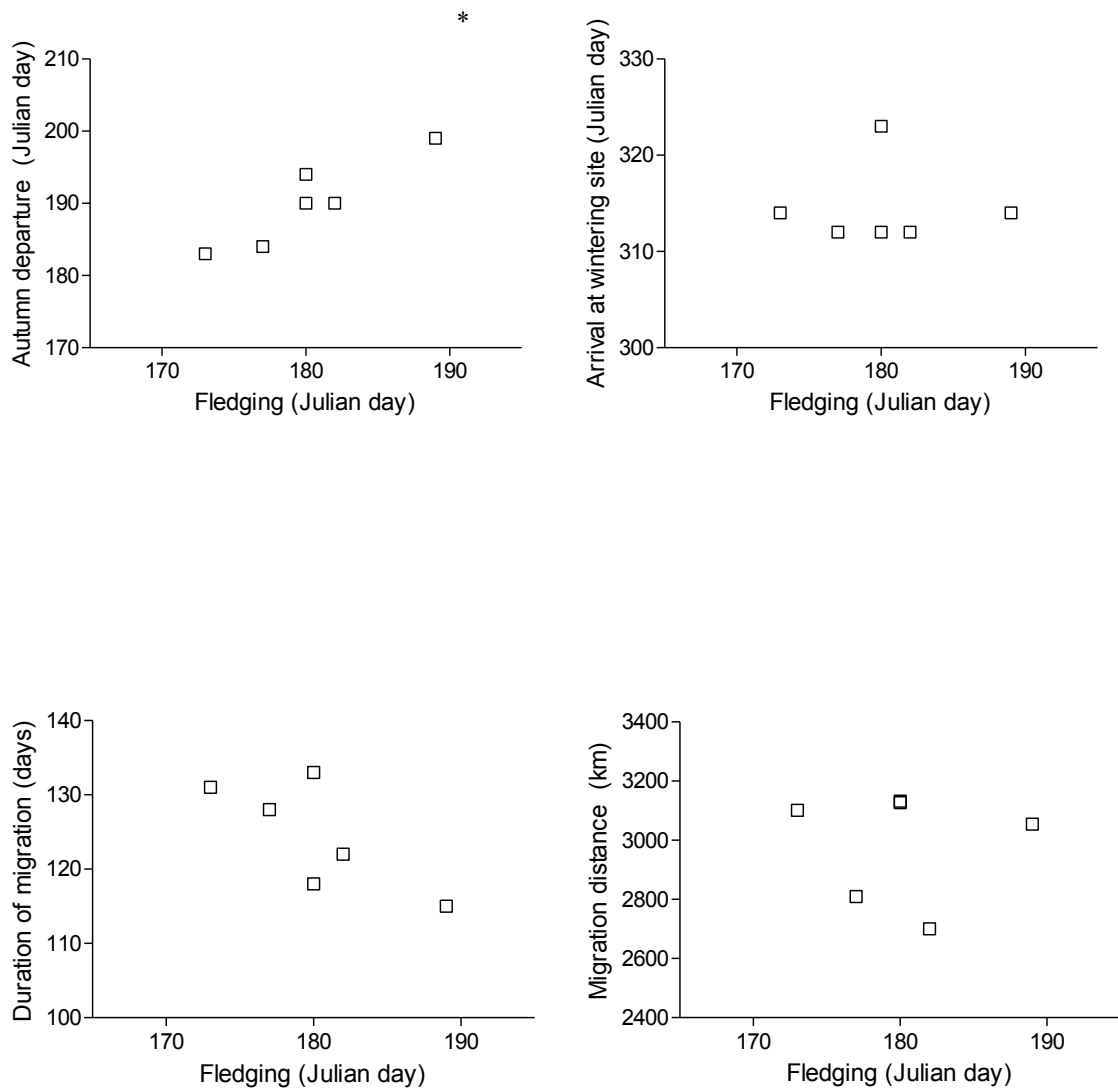 *
Autumn departure (Julian day)
210
200
190
180
170
170 180 190
Fledging (Julian day)
Arrival at wintering site (Julian day)
330
320
310
300
170 180 190
Fledging (Julian day)
Duration of migration (days)
140
130
120
110
100
170 180 190
Fledging (Julian day)
Migration distance (km)
3400
3200
3000
2800
2600
2400
170 180 190
Fledging (Julian day)